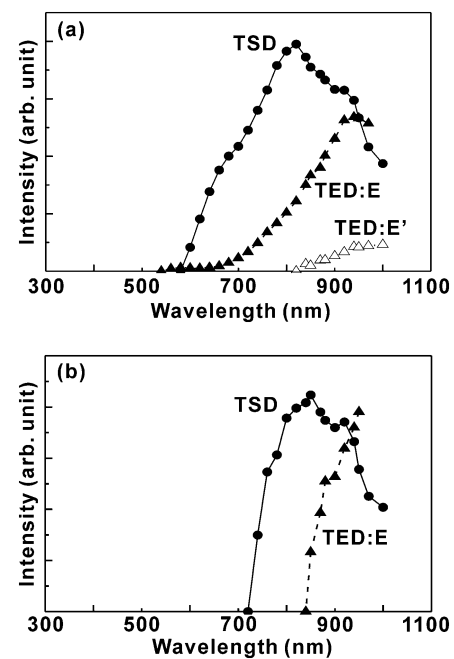 (a)
TSD
TED:E
TED:E’
Intensity (arb. unit)
300 500 700 900 1100
Wavelength (nm)
(b)
TSD
TED:E
Intensity (arb. unit)
300 500 700 900 1100
Wavelength (nm)